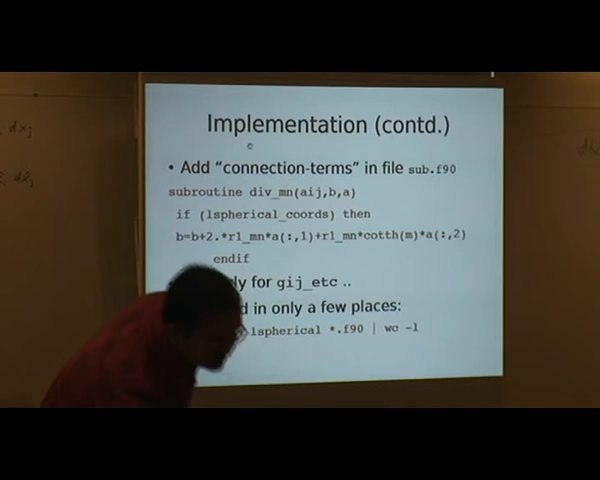 Implementation (contd.)
• Add “connection-terms” in file sub.f90
subroutine div_mn(aij,b,a)
if (lspherical_coords) then
b=b+2.*r1_mn*a(:,1)+r1_mn*cotth(m)*a(:,2)
endif
for gij_etc ..
in only a few places:
lspherical *.f90 | wc -l
dxj